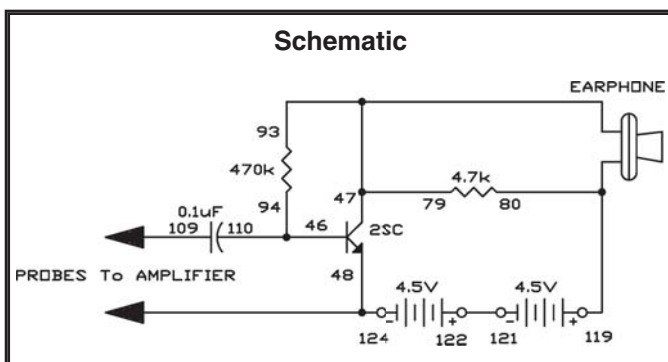 Schematic
EARPHONE
93
470k
94
47
4.7k
79
80
0.1uF
109
110
46
2SC
PROBES To AMPLIFIER
48
4.5V
4.5V
- + - +
124
122
121
119